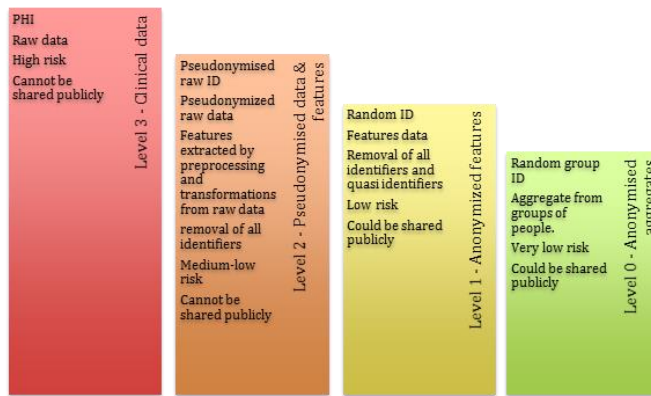 PHI
Raw data
High risk
Cannot be
shared publicly
Level 3 - Clinical data
Pseudonymised
raw ID
Pseudonymized
raw data
Features
extracted by
preprocessing
and
transformations
from raw data
removal of all
identifiers
Medium-low
risk
Cannot be
shared publicly
Level 2 - Pseudonymised data &
features
Random ID
Features data
Removal of all
identifiers and
quasi identifiers
Low risk
Could be shared
publicly
Level 1 - Anonymized features
Random group
ID
Aggregate from
groups of
people.
Very low risk
Could be shared
publicly
Level 0 - Anonymised
aggregates